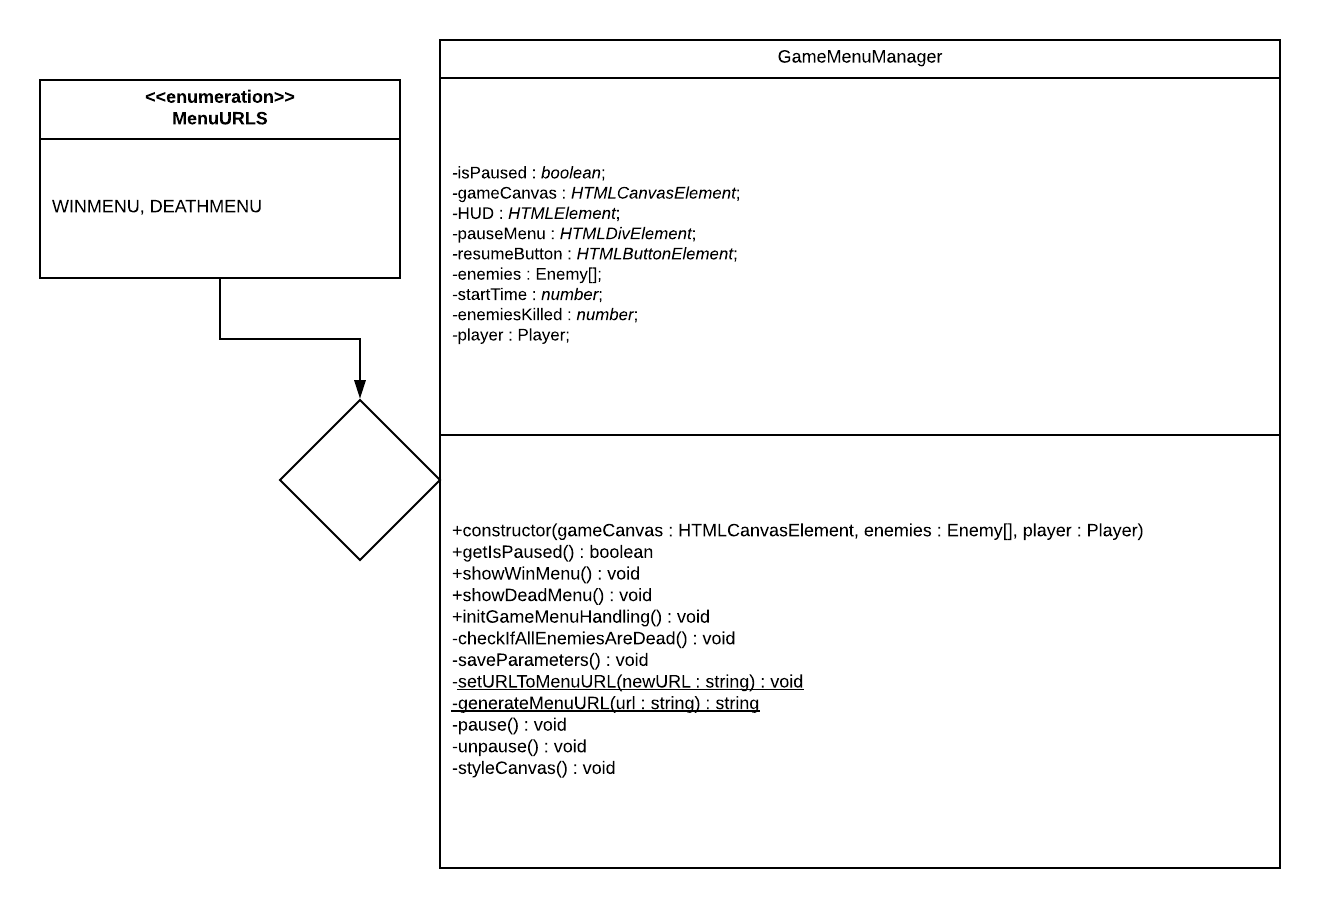 <<enumeration>>
MenuURLS
WINMENU, DEATHMENU
GameMenuManager
-isPaused : boolean;
-gameCanvas : HTMLCanvasElement;
-HUD : HTMLElement;
-pauseMenu : HTMLDivElement;
-resumeButton : HTMLButtonElement;
-enemies : Enemy[];
-startTime : number;
-enemiesKilled : number;
-player : Player;
+constructor(gameCanvas : HTMLCanvasElement, enemies : Enemy[], player : Player)
+getIsPaused() : boolean
+showWinMenu() : void
+showDeadMenu() : void
+initGameMenuHandling() : void
-checkIfAllEnemiesAreDead() : void
-saveParameters() : void
-setURLToMenuURL(newURL : string) : void
-generateMenuURL(url : string) : string
-pause() : void
-unpause() : void
-styleCanvas() : void